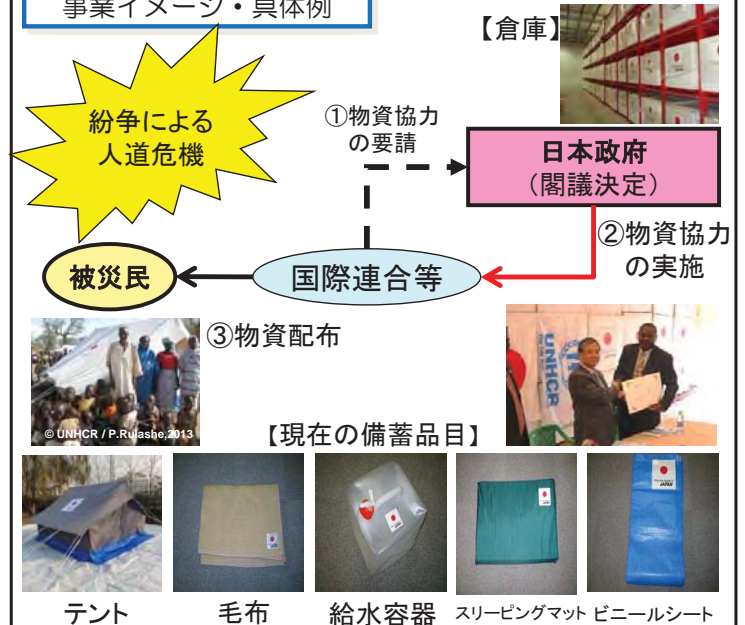 事業イメージ・具体例
【倉庫】
紛争による
人道危機
①物資協力
の要請
日本政府
(閣議決定)
②物資協力
の実施
被災民
国際連合等
③物資配布
© UNHCR / P.Rulashe,2013
UNHCR
【現在の備蓄品目】
JAPAN
JAPAN
テント
毛布
給水容器
スリーピングマット
ビニールシート